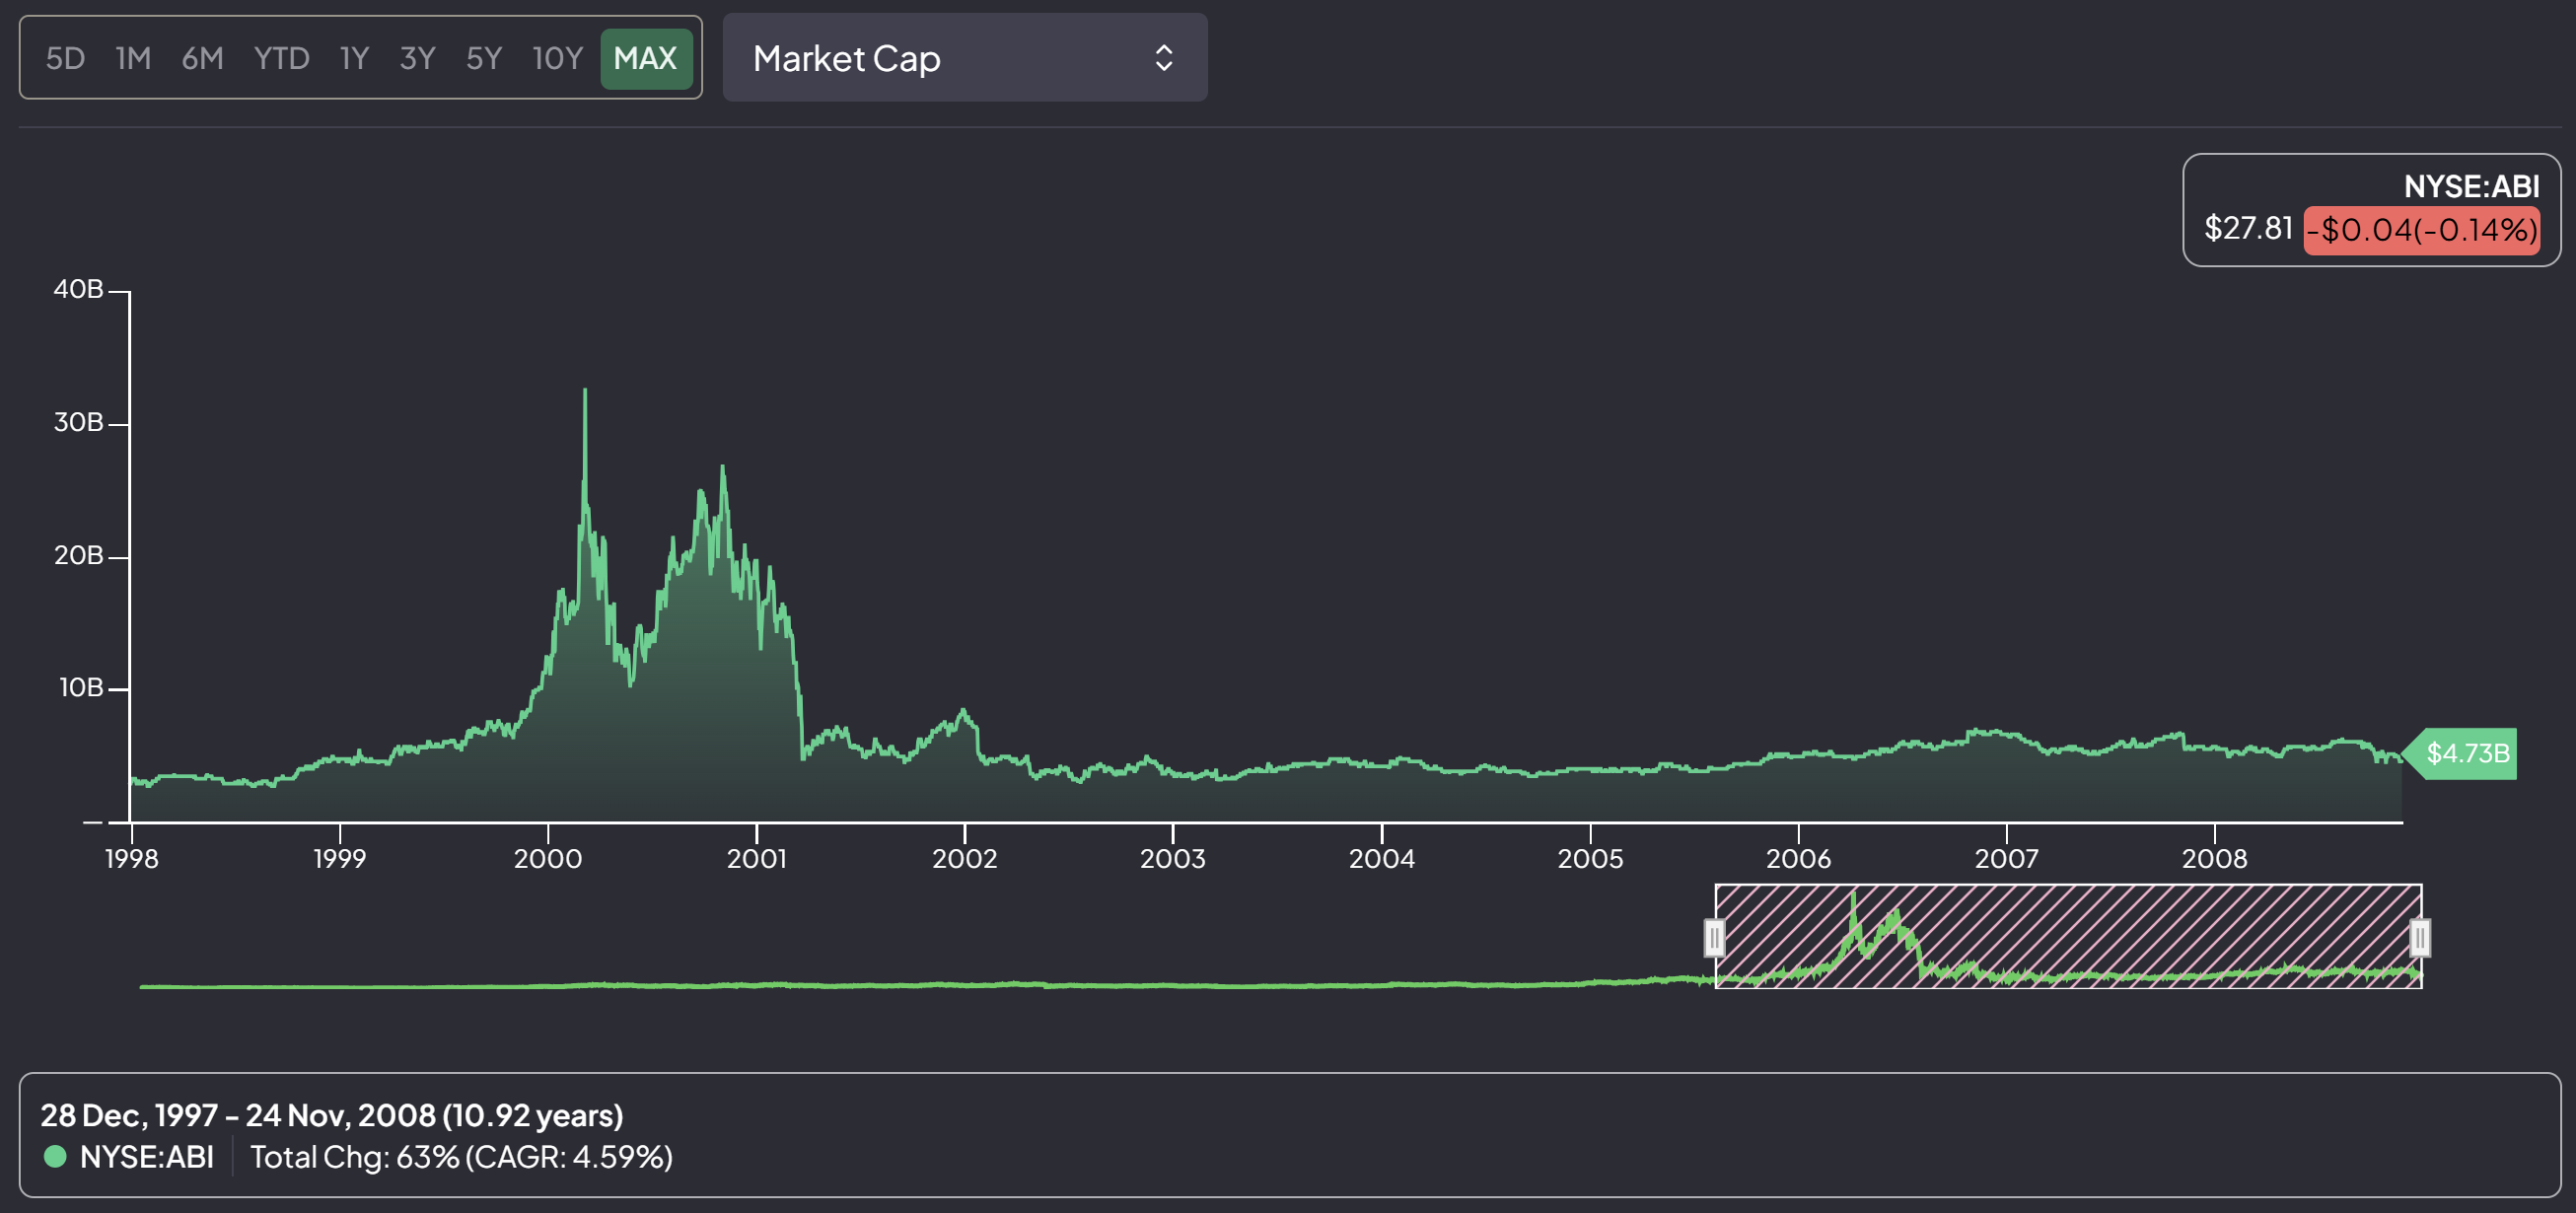 5D 1M 6M YTD 1Y 3Y 5Y 10Y MAX Market Cap
NYSE:ABI
$27.81 -$0.04(-0.14%)
40B
30B
20B
10B
—
$4.73B
1998 1999 2000 2001 2002 2003 2004 2005 2006 2007 2008
28 Dec, 1997 - 24 Nov, 2008 (10.92 years)
NYSE:ABI Total Chg: 63% (CAGR: 4.59%)